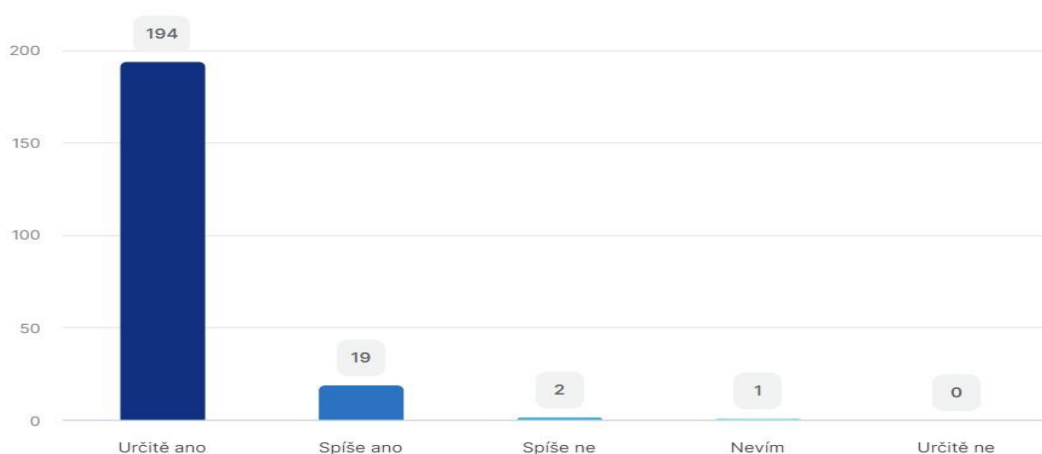 194
200
150
100
50
19
2
1
0
0
Určitě ano
Spíše ano
Spíše ne
Nevím
Určitě ne